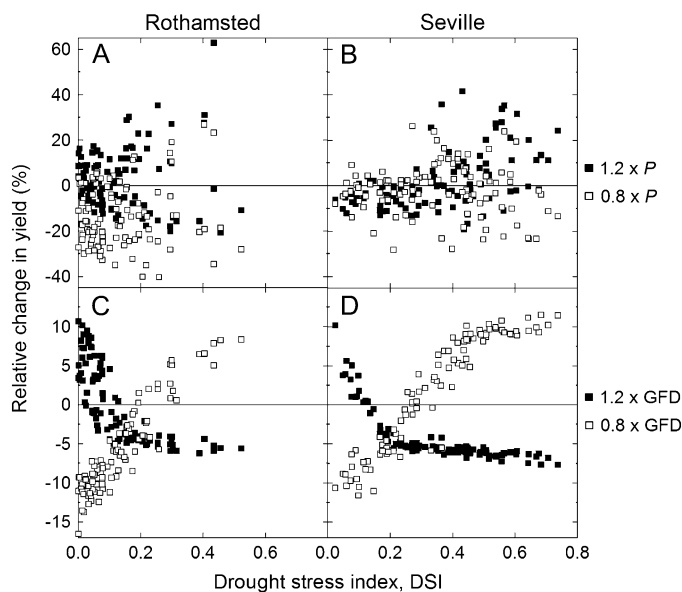 Rothamsted Seville
A B
60
40
20
0
-20
-40
■ 1.2 x P
□ 0.8 x P
Relative change in yield (%)
C D
10
5
0
-5
-10
-15
■ 1.2 x GFD
□ 0.8 x GFD
0.0 0.2 0.4 0.6 0.0 0.2 0.4 0.6 0.8
Drought stress index, DSI